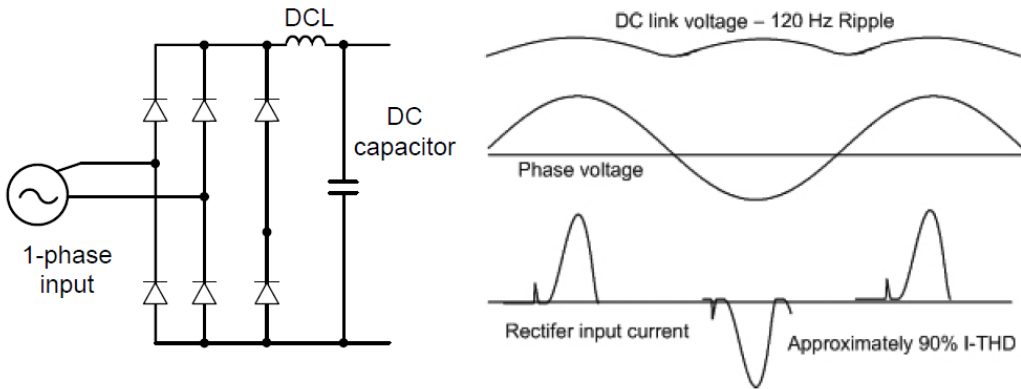 DCL
DC
capacitor
1-phase
input
DC link voltage – 120 Hz Ripple
Phase voltage
Rectifer input current
Approximately 90% I-THD